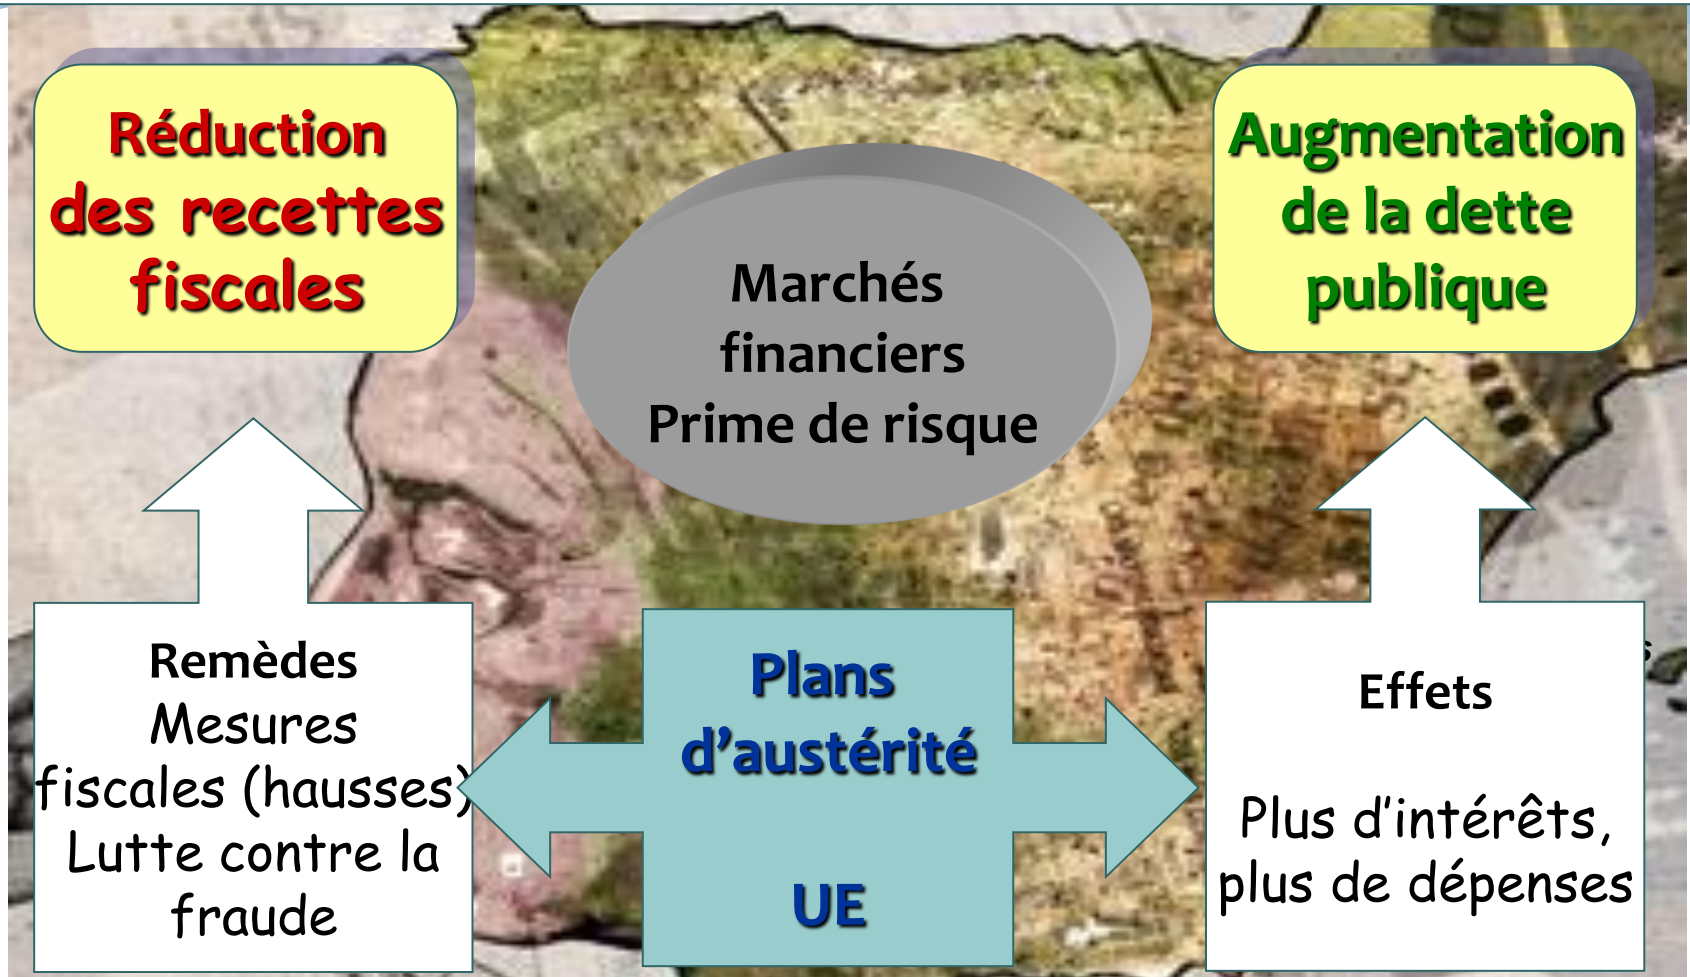 Réduction
des recettes
fiscales
Marchés
financiers
Prime de risque
Augmentation
de la dette
publique
Remèdes
Mesures
fiscales (hausses)
Lutte contre la
fraude
Plans
d’austérité
UE
Effets
Plus d’intérêts,
plus de dépenses